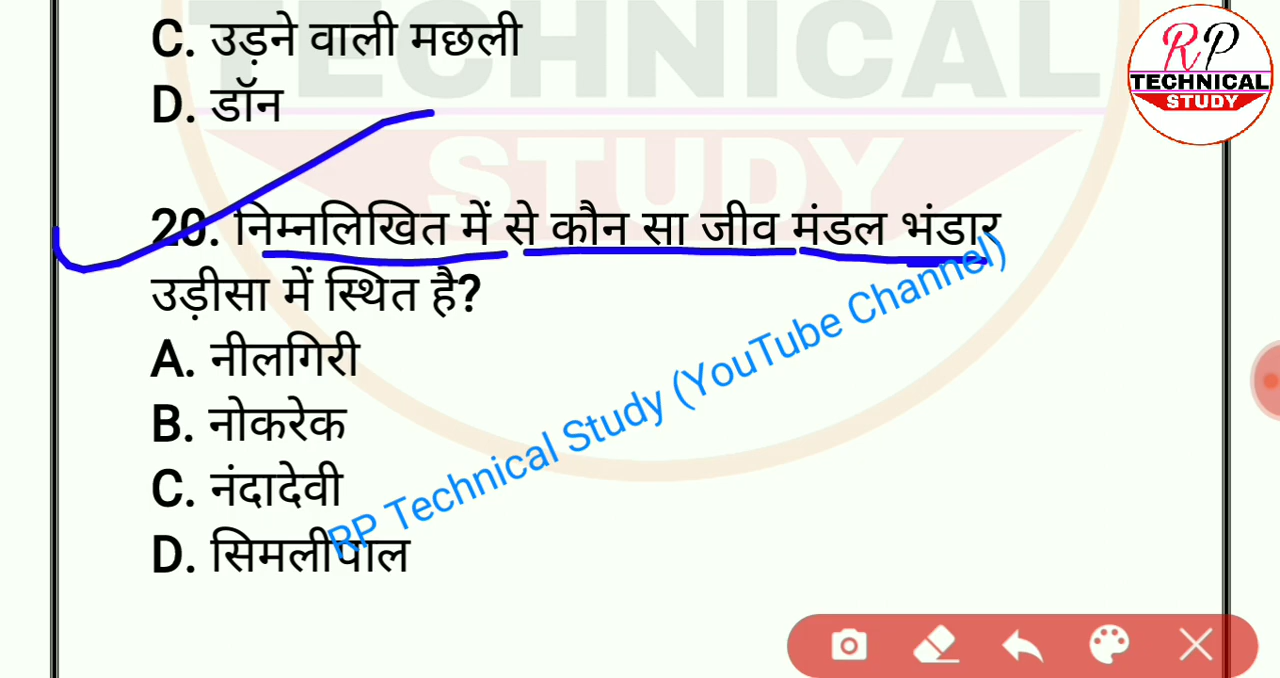 TECHNICAL
STUDY
RP
TECHNICAL
STUDY
C. उड़ने वाली मछली
D. डॉन
20. निम्नलिखित में से कौन सा जीव मंडल भंडार
उड़ीसा में स्थित है?
A. नीलगिरी
B. नोकरेक
C. नंदादेवी
D. सिमलीपाल
RP Technical Study (YouTube Channel)